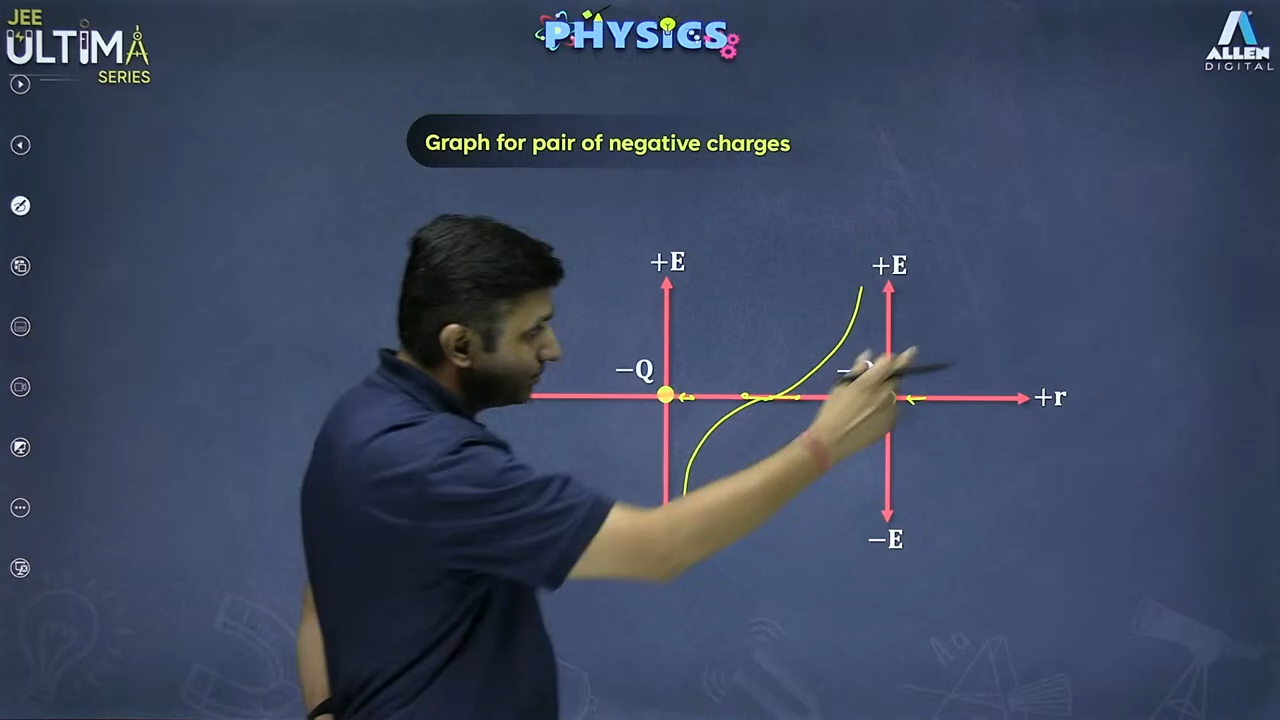 JEE
ULTIMA
SERIES
PHYSICS
ALLEN
DIGITAL
Graph for pair of negative charges
+E
+E
−Q
+r
−E